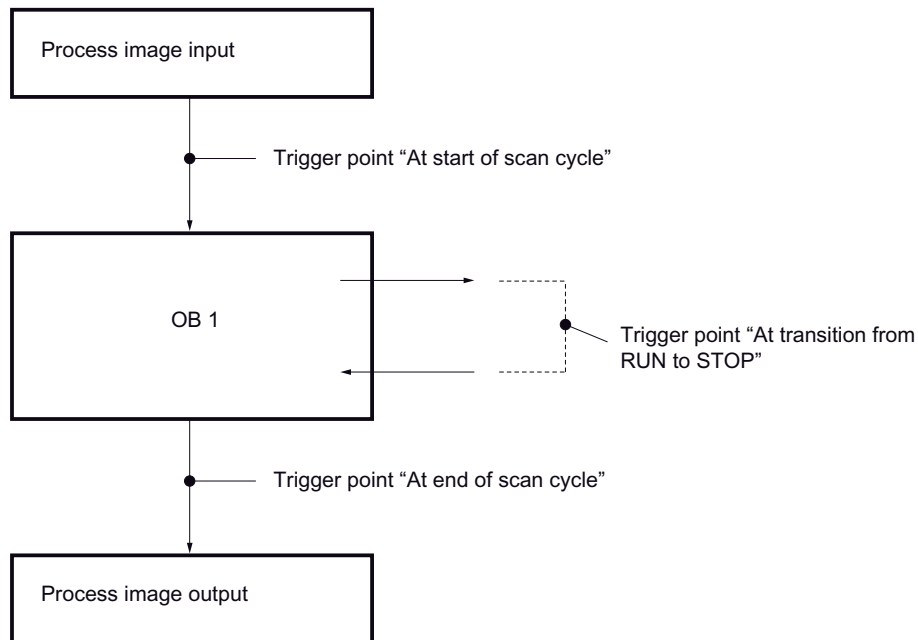 Process image input
Trigger point “At start of scan cycle”
OB 1
Trigger point “At transition from
RUN to STOP”
Trigger point “At end of scan cycle”
Process image output